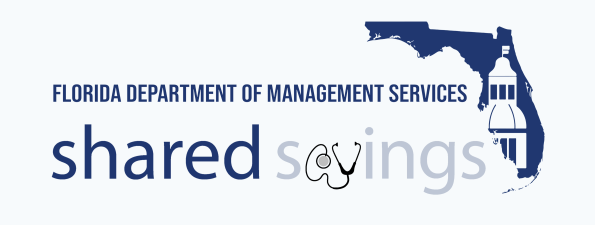 FLORIDA DEPARTMENT OF MANAGEMENT SERVICES
shared savings